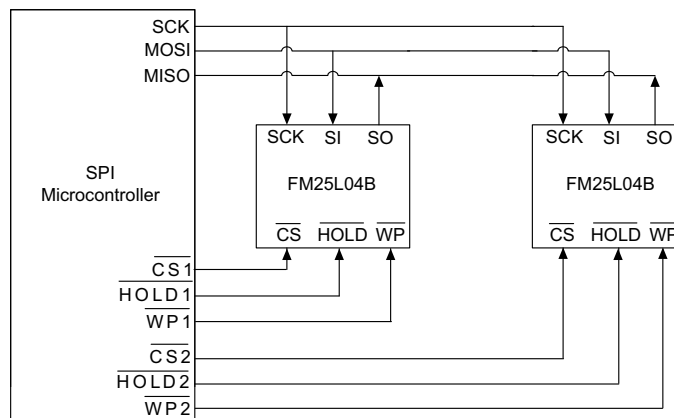 SCK
MOSI
MISO
SPI
Microcontroller
SCK SI SO
FM25L04B
CS HOLD WP
SCK SI SO
FM25L04B
CS HOLD WP
CS1
HOLD1
WP1
CS2
HOLD2
WP2